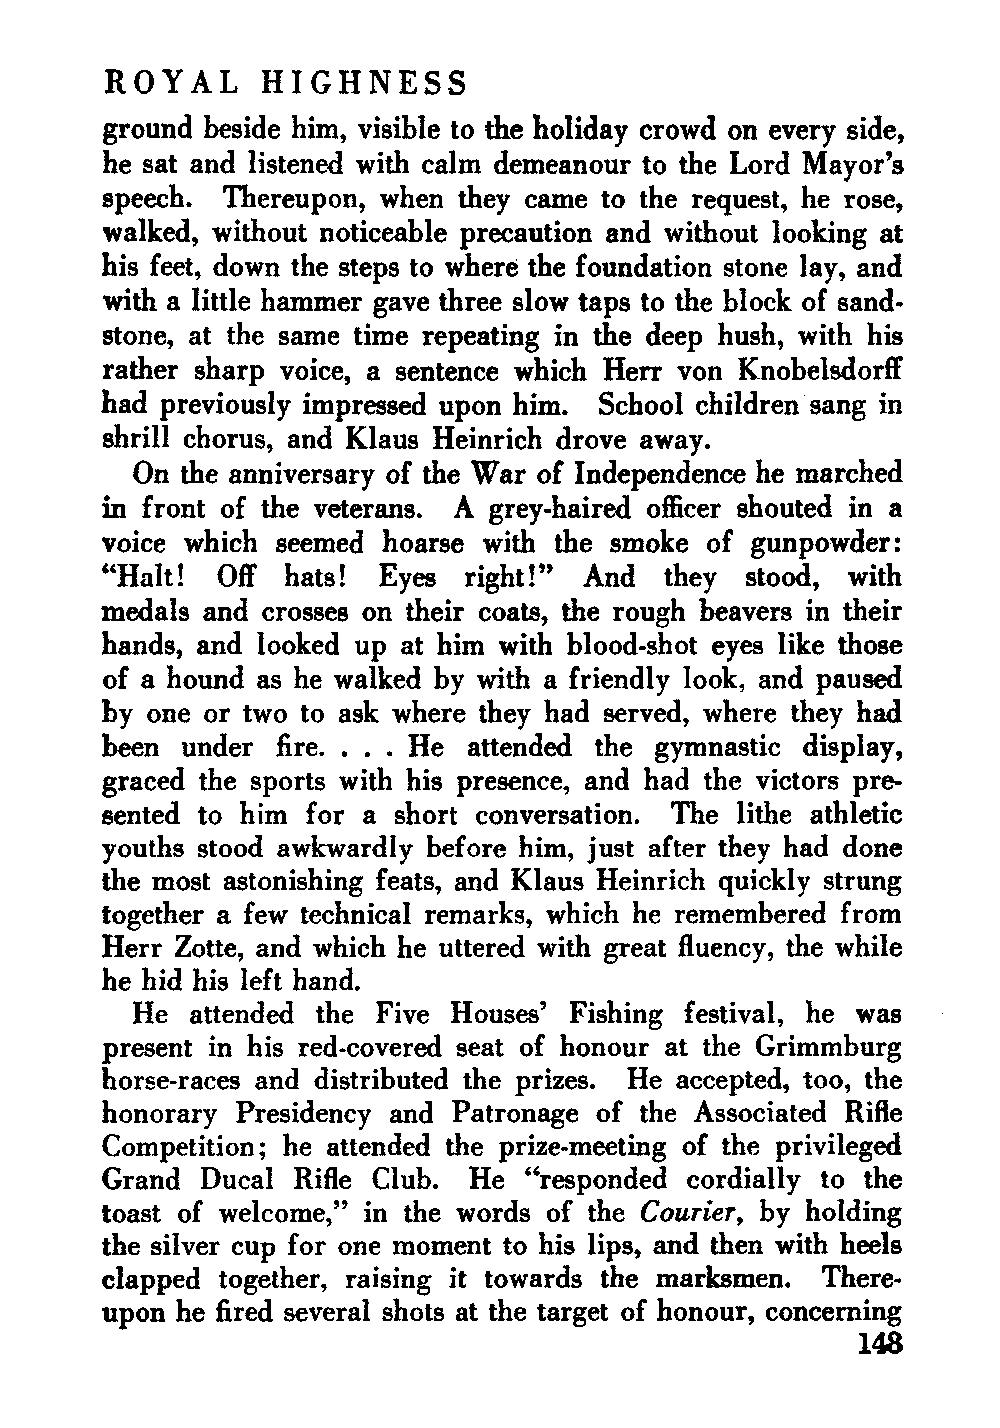 ROYAL HIGHNESS
ground beside him, visible to the holiday crowd on every side,
he sat and listened with calm demeanour to the Lord Mayor's
speech. Thereupon, when they came to the request, he rose,
walked, without noticeable precaution and without looking at
his feet, down the steps to where the foundation stone lay, and
with a little hammer gave three slow taps to the block of sand-
stone, at the same time repeating in the deep hush, with his
rather sharp voice, a sentence which Herr von Knobelsdorff
had previously impressed upon him. School children sang in
shrill chorus, and Klaus Heinrich drove away.
On the anniversary of the War of Independence he marched
in front of the veterans. A grey-haired officer shouted in a
voice which seemed hoarse with the smoke of gunpowder:
“Halt! Off hats! Eyes right!” And they stood, with
medals and crosses on their coats, the rough beavers in their
hands, and looked up at him with blood-shot eyes like those
of a hound as he walked by with a friendly look, and paused
by one or two to ask where they had served, where they had
been under fire. . . . He attended the gymnastic display,
graced the sports with his presence, and had the victors pre-
sented to him for a short conversation. The lithe athletic
youths stood awkwardly before him, just after they had done
the most astonishing feats, and Klaus Heinrich quickly strung
together a few technical remarks, which he remembered from
Herr Zotte, and which he uttered with great fluency, the while
he hid his left hand.
He attended the Five Houses' Fishing festival, he was
present in his red-covered seat of honour at the Grimmburg
horse-races and distributed the prizes. He accepted, too, the
honorary Presidency and Patronage of the Associated Rifle
Competition; he attended the prize-meeting of the privileged
Grand Ducal Rifle Club. He “responded cordially to the
toast of welcome,” in the words of the Courier, by holding
the silver cup for one moment to his lips, and then with heels
clapped together, raising it towards the marksmen. There-
upon he fired several shots at the target of honour, concerning
148